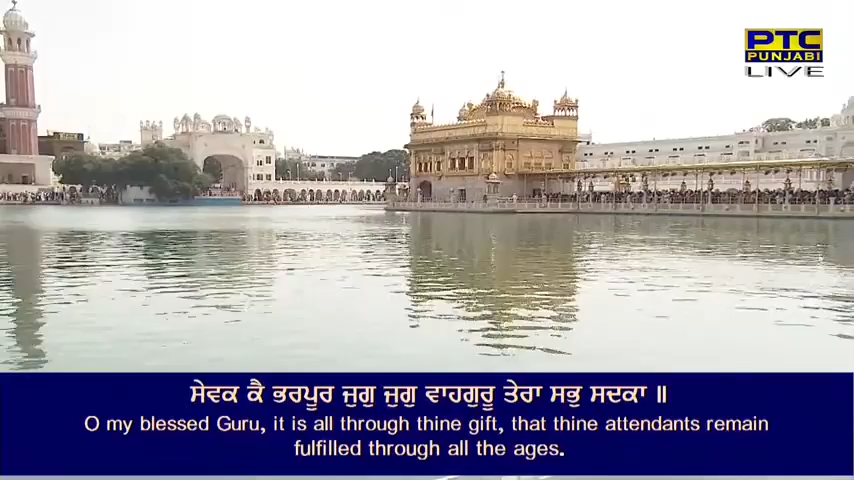 PTC
PUNJABI
LIVE
ਸੇਵਕ ਕੈ ਭਰਪੂਰ ਜੁਗੁ ਜੁਗੁ ਵਾਹਗੁਰੂ ਤੇਰਾ ਸਭੁ ਸਦਕਾ ॥
O my blessed Guru, it is all through thine gift, that thine attendants remain
fulfilled through all the ages.